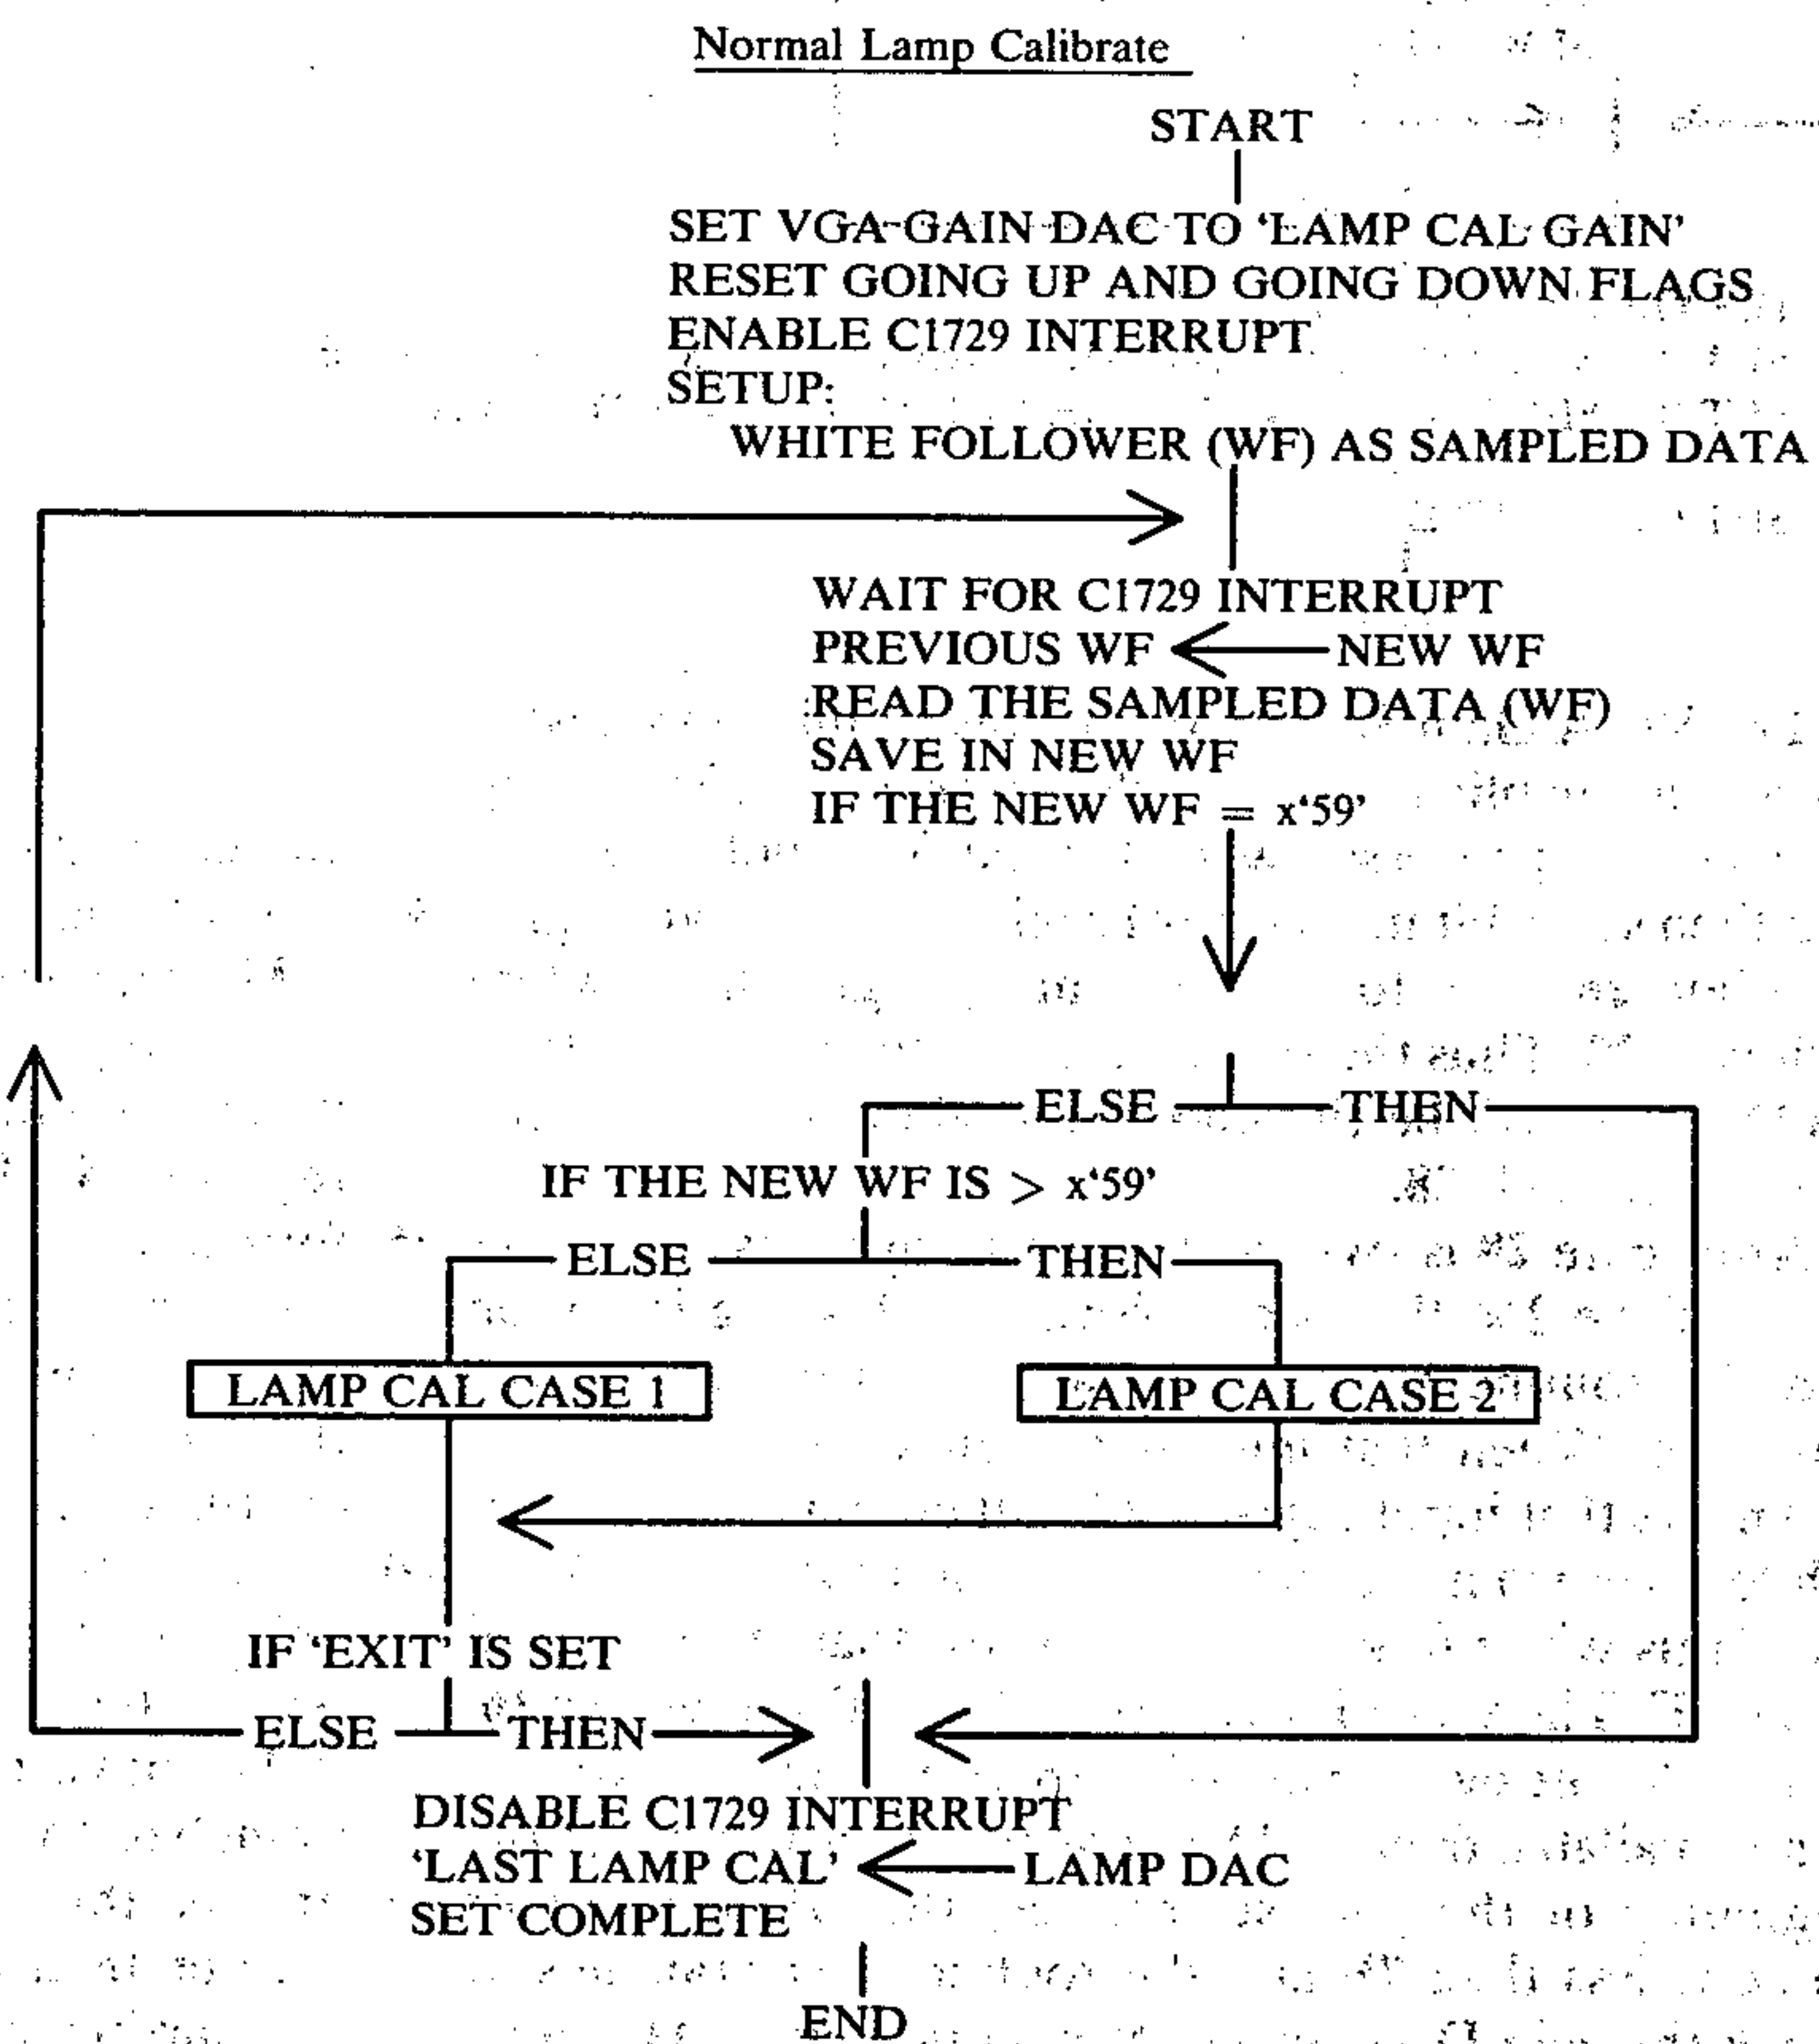 Normal Lamp Calibrate
START
SET VGA-GAIN DAC TO ‘LAMP CAL GAIN’
RESET GOING UP AND GOING DOWN FLAGS
ENABLE C1729 INTERRUPT
SETUP:
WHITE FOLLOWER (WF) AS SAMPLED DATA
WAIT FOR C1729 INTERRUPT
PREVIOUS WF NEW WF
READ THE SAMPLED DATA (WF)
SAVE IN NEW WF
IF THE NEW WF = x‘59’
ELSE THEN
IF THE NEW WF IS > x‘59’
ELSE THEN
LAMP CAL CASE 1 LAMP CAL CASE 2
IF ‘EXIT’ IS SET
ELSE THEN
DISABLE C1729 INTERRUPT
‘LAST LAMP CAL’ LAMP DAC
SET COMPLETE
END